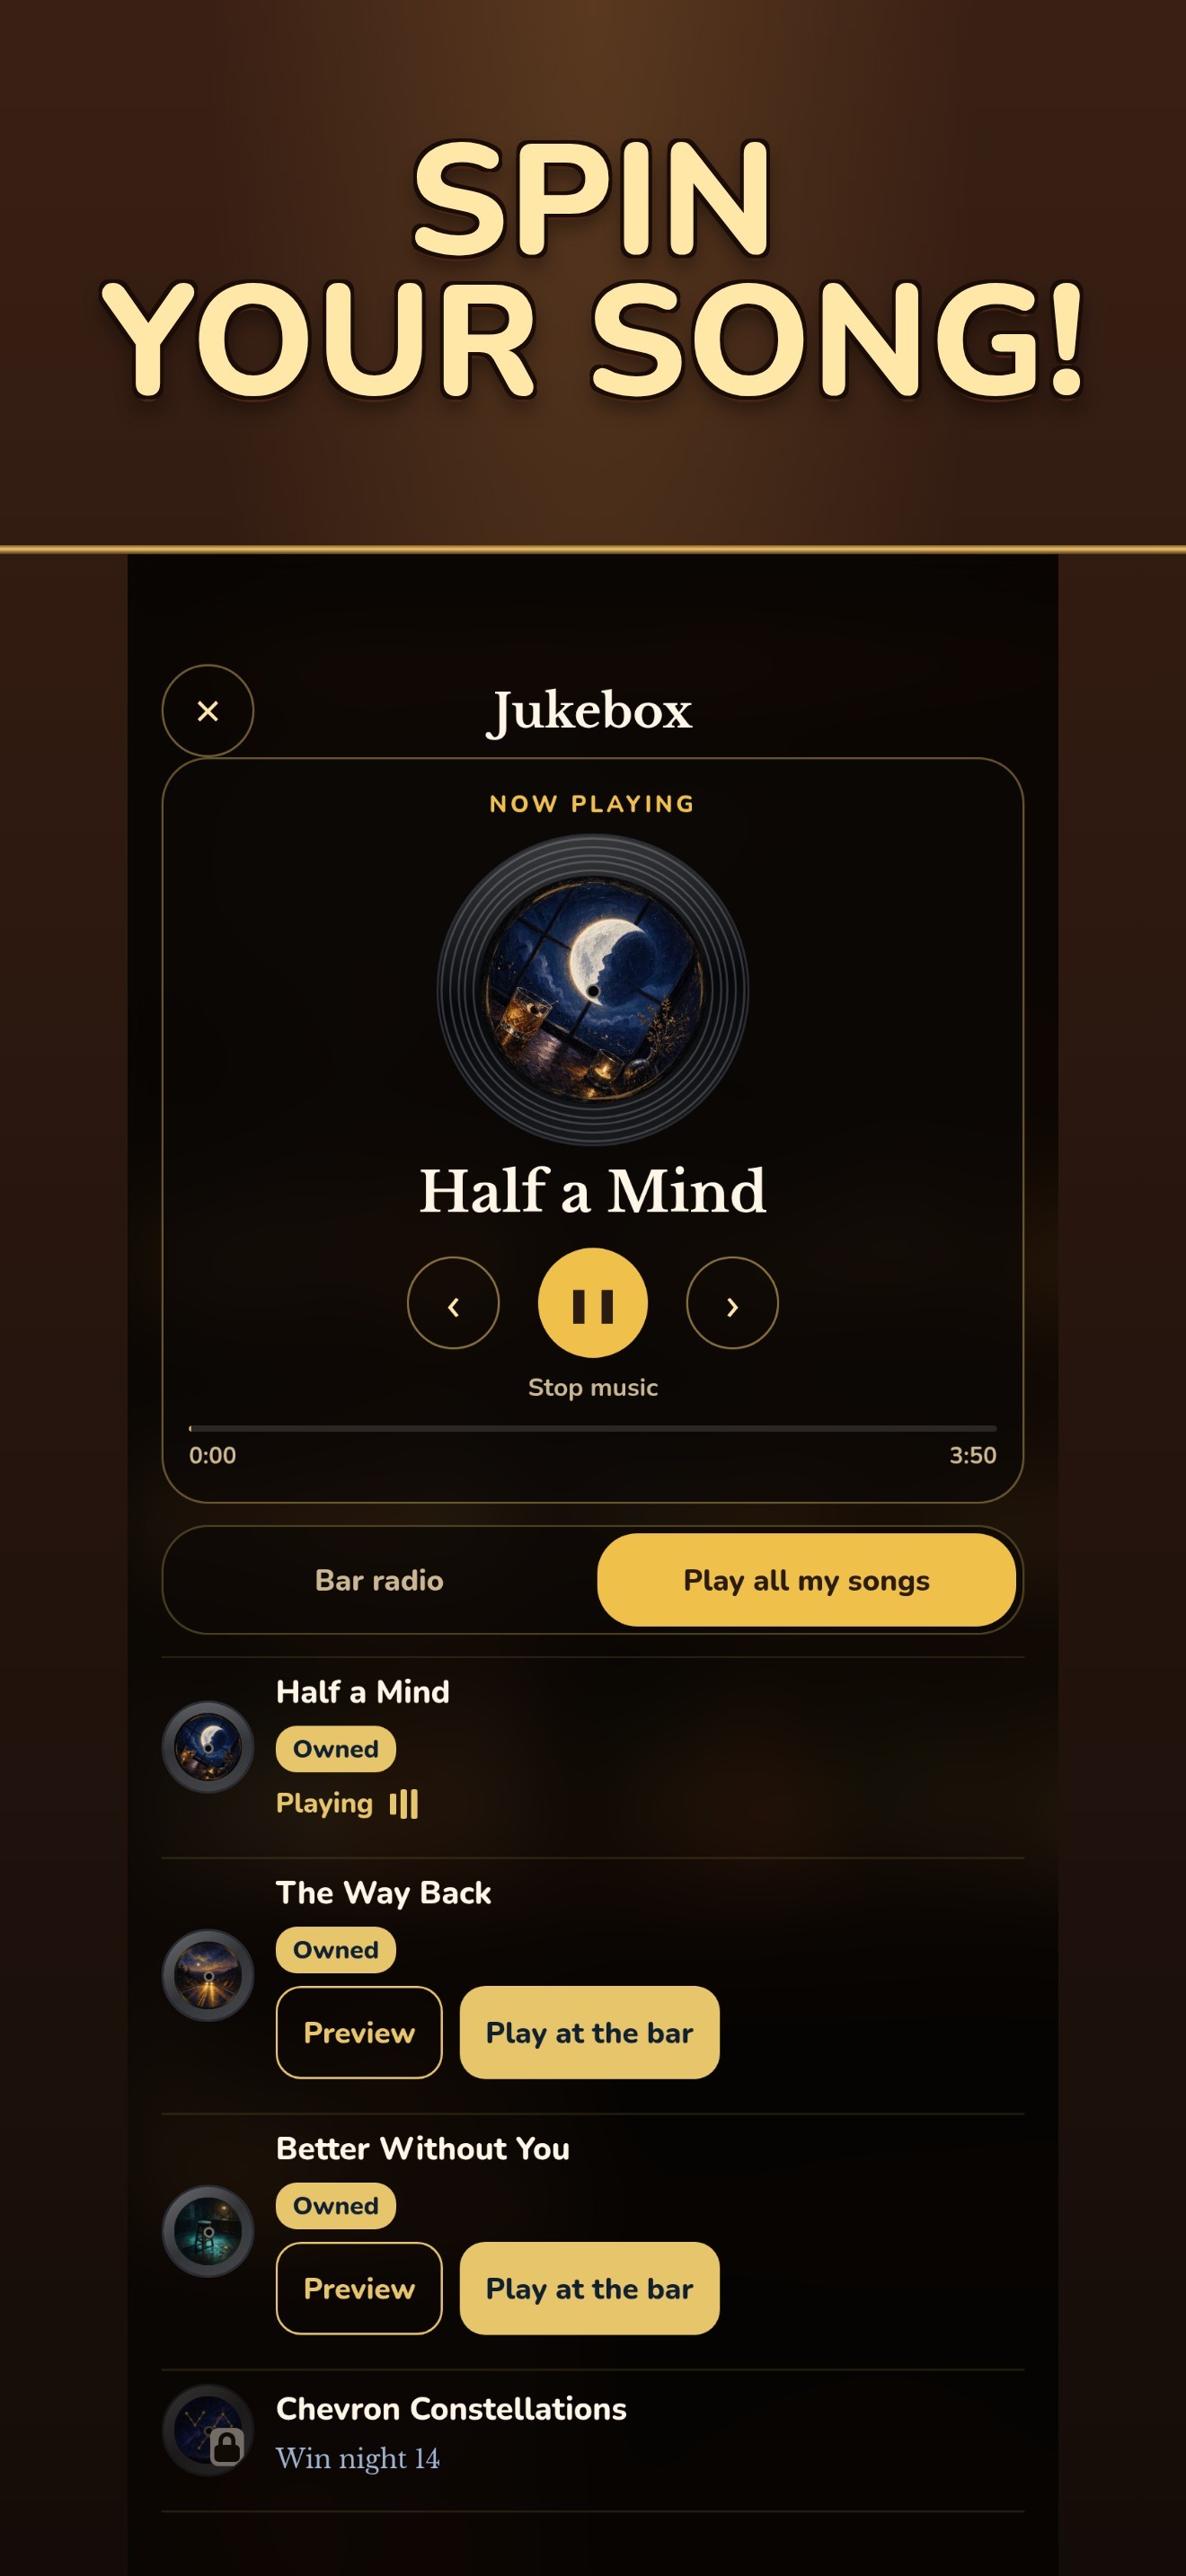 SPIN
YOUR SONG!
Jukebox
NOW PLAYING
Half a Mind
Stop music
0:00 3:50
Bar radio Play all my songs
Half a Mind
Owned
Playing
The Way Back
Owned
Preview Play at the bar
Better Without You
Owned
Preview Play at the bar
Chevron Constellations
Win night 14